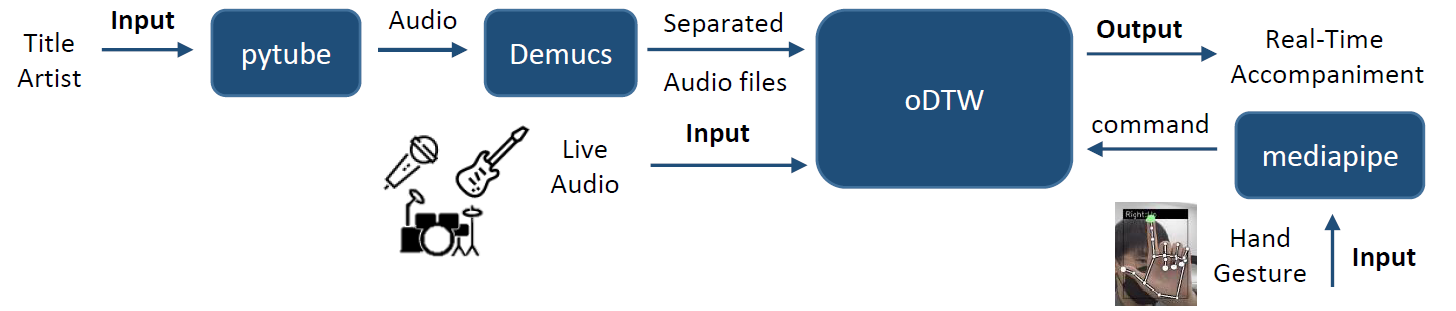 Input
Title
Artist
pytube
Audio
Demucs
Separated
Audio files
oDTW
Output
Real-Time
Accompaniment
Live
Audio
Input
command
mediapipe
Hand
Gesture
Input